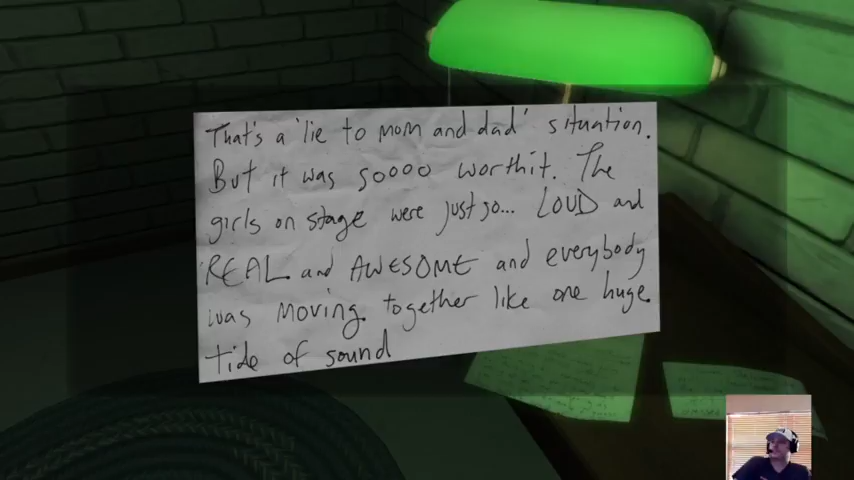 That's a 'lie to mom and dad' situation.
But it was soooo worthit. The
girls on stage were just so... LOUD and
REAL and AWESOME and everybody
was moving together like one huge
tide of sound